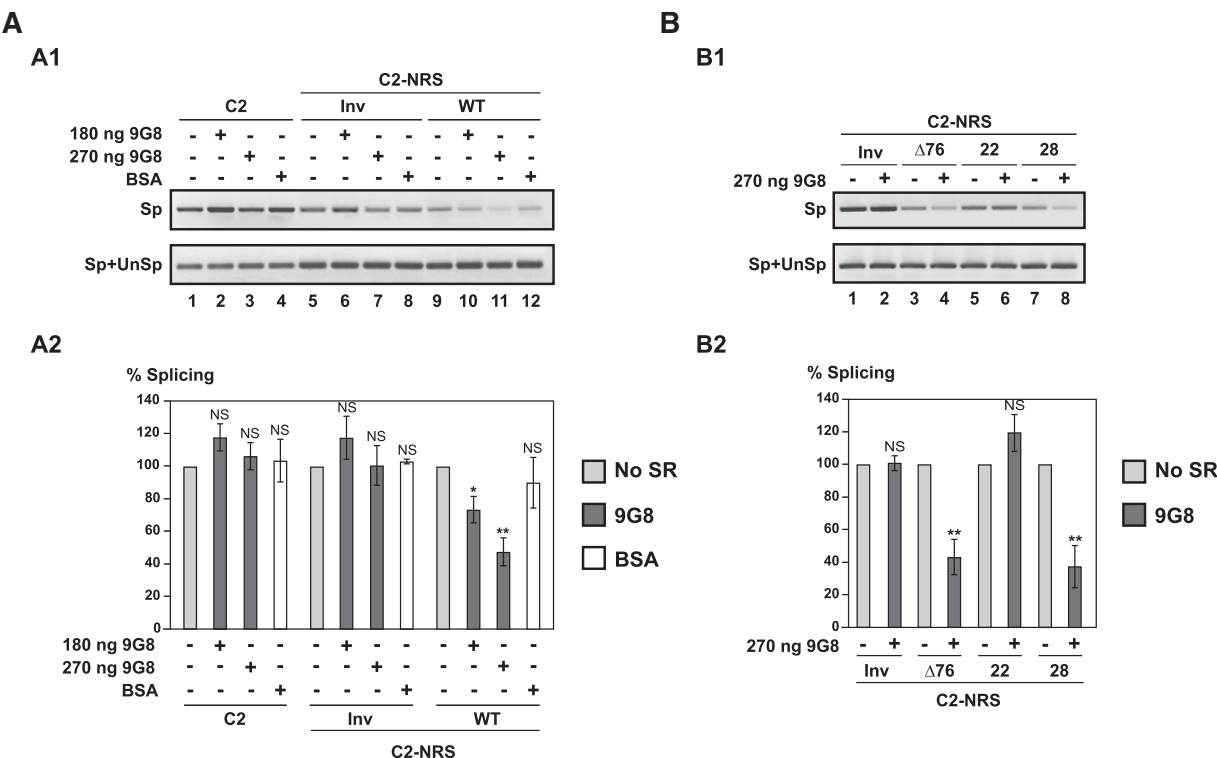 A
A1
C2-NRS
C2 Inv WT
180 ng 9G8 - + - - - + - - - + - -
270 ng 9G8 - - + - - - + - - - + -
BSA - - - + - - - + - - - +
Sp
Sp+UnSp
1 2 3 4 5 6 7 8 9 10 11 12
A2
% Splicing
140
120
100
80
60
40
20
0
NS NS NS NS NS NS * ** NS
No SR
9G8
BSA
180 ng 9G8 - + - - - + - - - + - -
270 ng 9G8 - - + - - - + - - - + -
BSA - - - + - - - + - - - +
C2 Inv WT
C2-NRS
B
B1
C2-NRS
Inv Δ76 22 28
270 ng 9G8 - + - + - + - +
Sp
Sp+UnSp
1 2 3 4 5 6 7 8
B2
% Splicing
140
120
100
80
60
40
20
0
NS ** NS **
No SR
9G8
270 ng 9G8 - + - + - + - +
Inv Δ76 22 28
C2-NRS